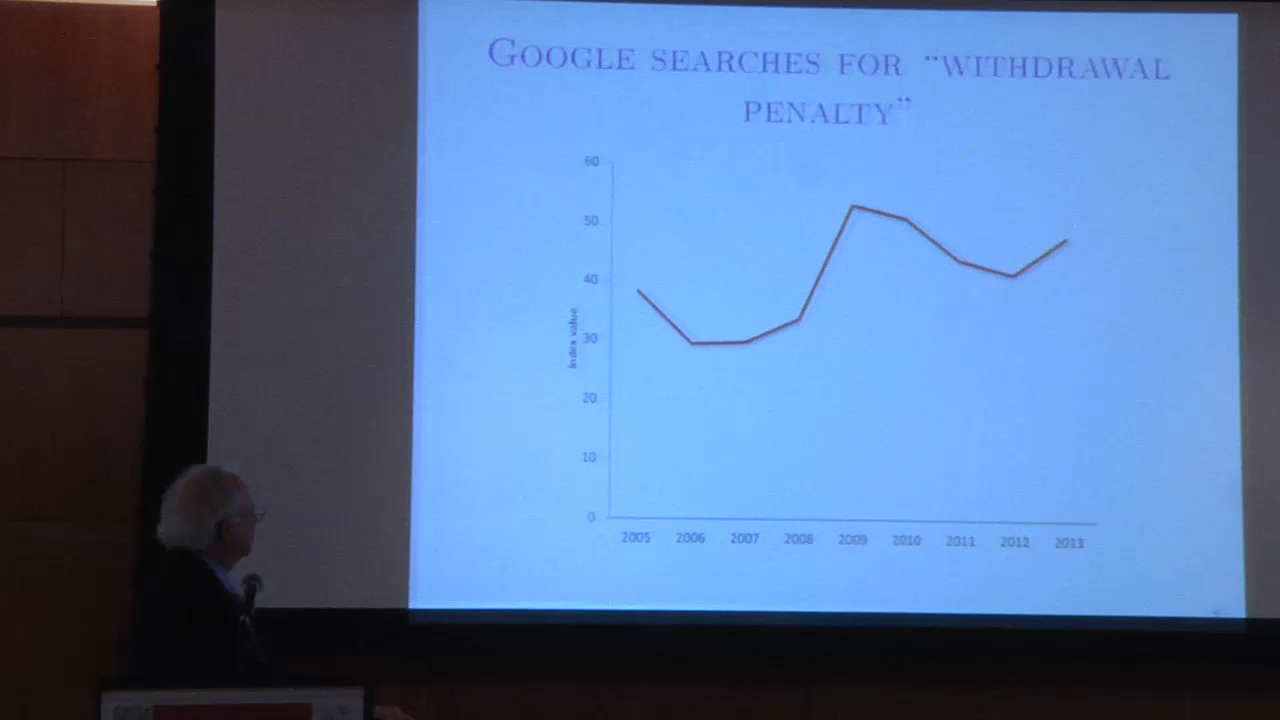 GOOGLE SEARCHES FOR "WITHDRAWAL
PENALTY"
60
50
40
30
20
10
0
Index value
2005 2006 2007 2008 2009 2010 2011 2012 2013